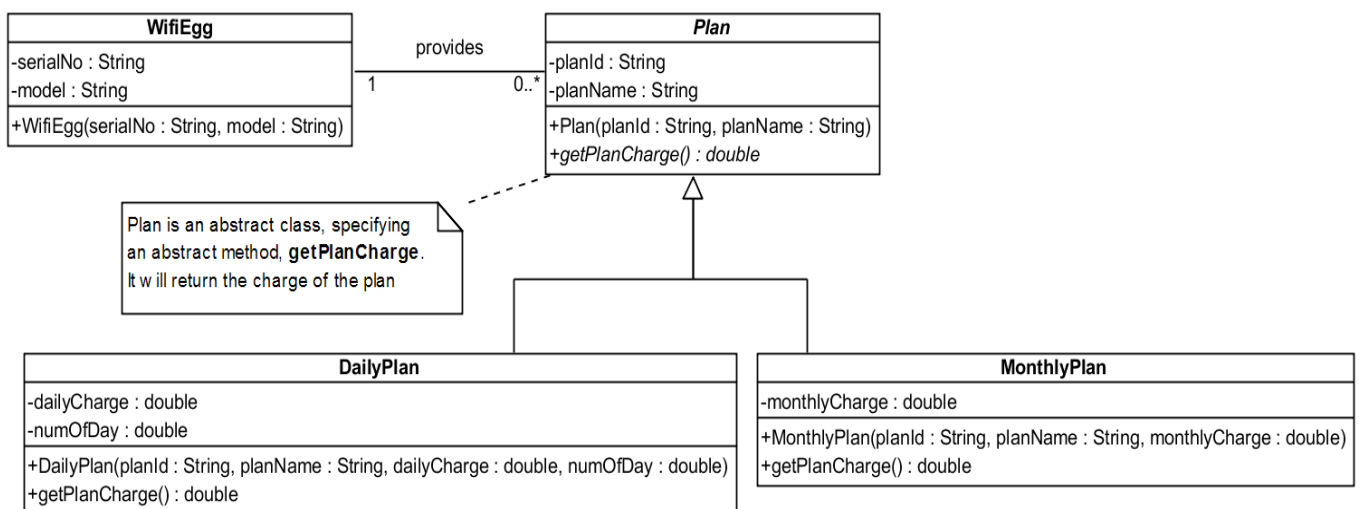 WifiEgg
-serialNo : String
-model : String
+WifiEgg(serialNo : String, model : String)
provides
1
0..*
Plan
-planId : String
-planName : String
+Plan(planId : String, planName : String)
+getPlanCharge() : double
Plan is an abstract class, specifying
an abstract method, getPlanCharge.
It w ill return the charge of the plan
DailyPlan
-dailyCharge : double
-numOfDay : double
+DailyPlan(planId : String, planName : String, dailyCharge : double, numOfDay : double)
+getPlanCharge() : double
MonthlyPlan
-monthlyCharge : double
+MonthlyPlan(planId : String, planName : String, monthlyCharge : double)
+getPlanCharge() : double